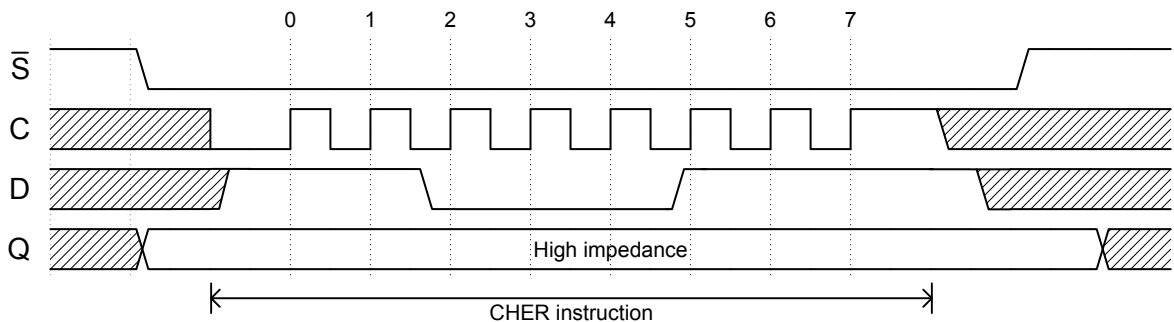 0 1 2 3 4 5 6 7
S̅
C
D
Q
High impedance
CHER instruction